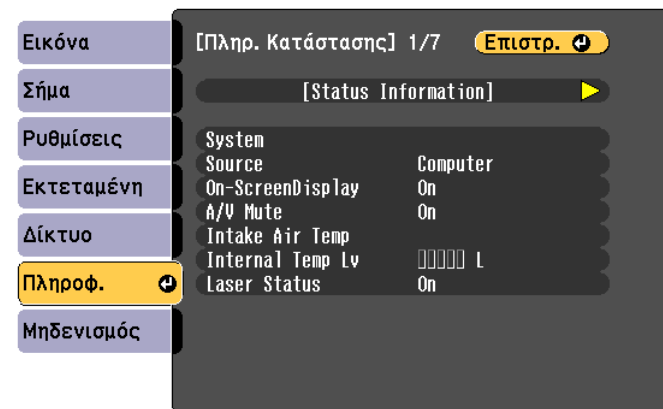 Εικόνα
Σήμα
Ρυθμίσεις
Εκτεταμένη
Δίκτυο
Πληροφ.
Μηδενισμός
[Πληρ. Κατάστασης] 1/7 Επιστρ.
[Status Information]
System
Source Computer
On-ScreenDisplay On
A/V Mute On
Intake Air Temp
Internal Temp Lv ▯▯▯▯▯ L
Laser Status On